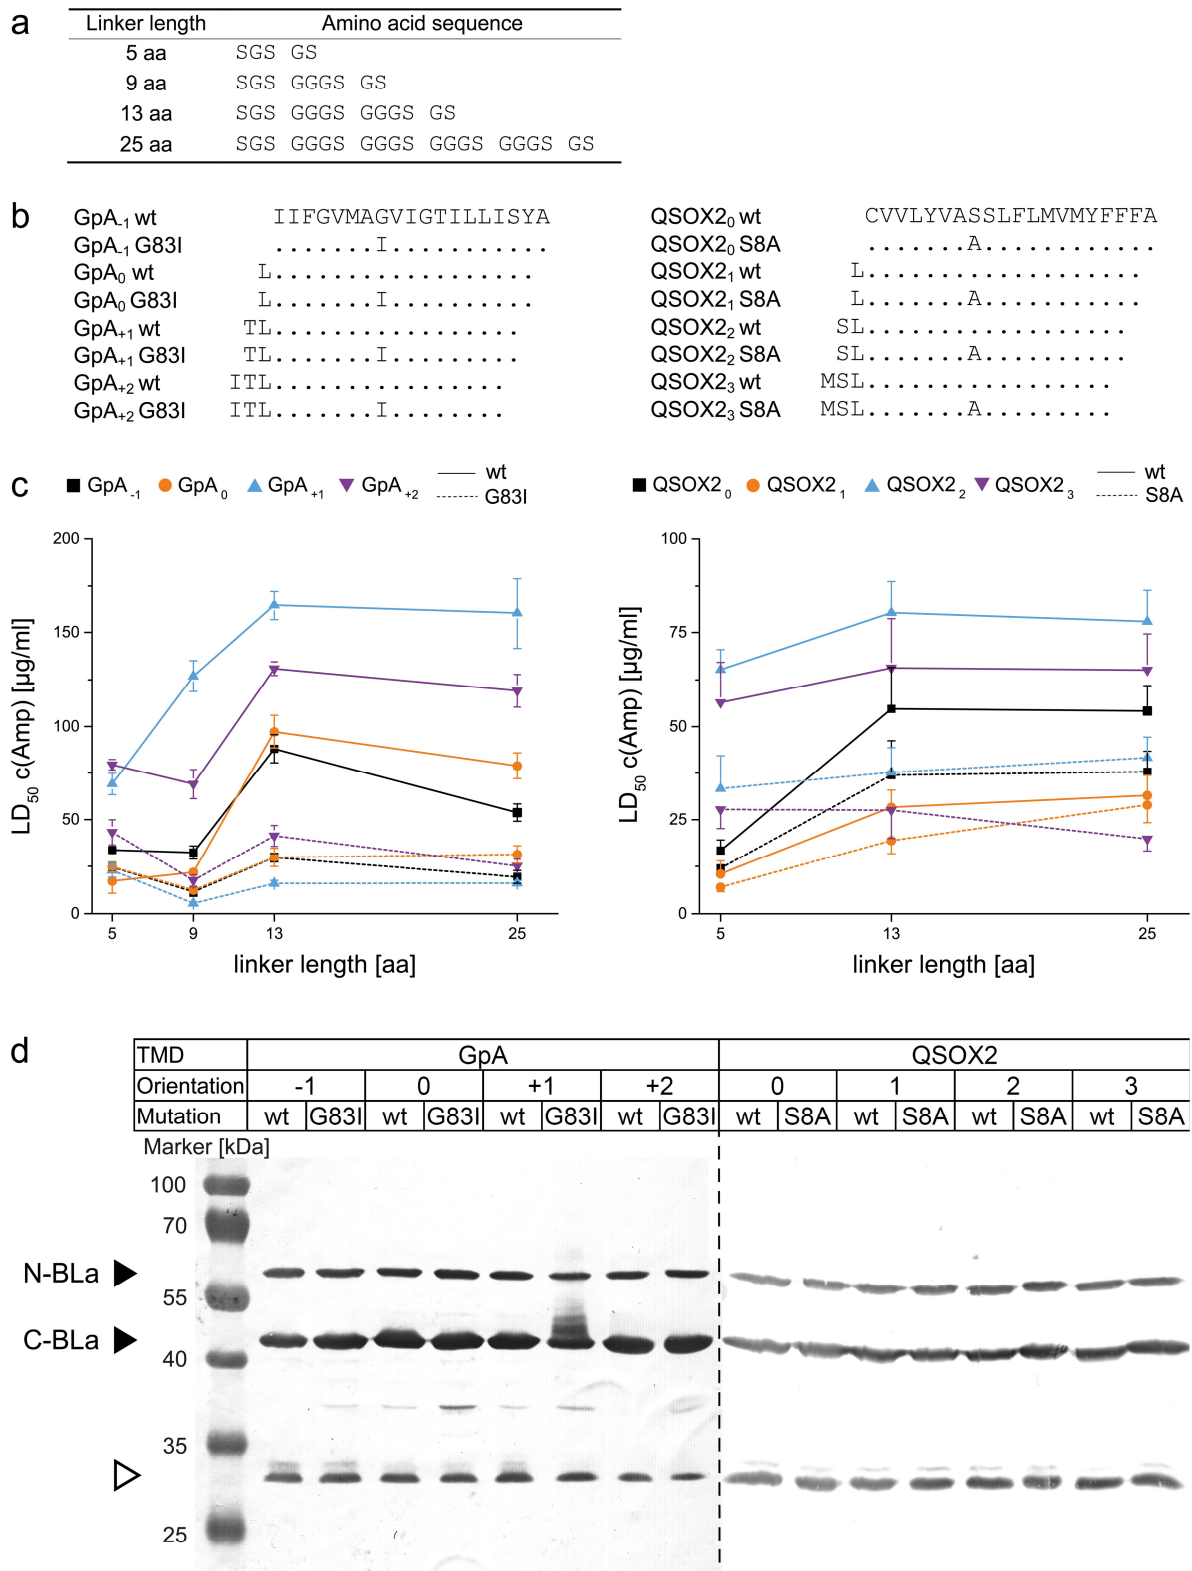 a
Linker length Amino acid sequence
5 aa SGS GS
9 aa SGS GGGS GS
13 aa SGS GGGS GGGS GS
25 aa SGS GGGS GGGS GGGS GGGS GS
b
GpA-1 wt IIFGVMAGVIGTILLISYA
GpA-1 G83I .......I...........
GpA0 wt L.................
GpA0 G83I L.......I..........
GpA+1 wt TL................
GpA+1 G83I TL.......I.........
GpA+2 wt ITL...............
GpA+2 G83I ITL.......I........
QSOX20 wt CVVLYVASSLFLMVMYFFFA
QSOX20 S8A .......A............
QSOX21 wt L...................
QSOX21 S8A L.......A...........
QSOX22 wt SL..................
QSOX22 S8A SL.......A..........
QSOX23 wt MSL.................
QSOX23 S8A MSL.......A.........
c
GpA-1 GpA0 GpA+1 GpA+2 wt
G83I
200
150
100
50
0
5 9 13 25
LD50 c(Amp) [µg/ml]
linker length [aa]
QSOX20 QSOX21 QSOX22 QSOX23 wt
S8A
100
75
50
25
0
5 13 25
LD50 c(Amp) [µg/ml]
linker length [aa]
d
TMD GpA QSOX2
Orientation -1 0 +1 +2 0 1 2 3
Mutation wt G83I wt G83I wt G83I wt G83I wt S8A wt S8A wt S8A wt S8A
Marker [kDa]
100
70
N-BLa
55
C-BLa
40
35
25